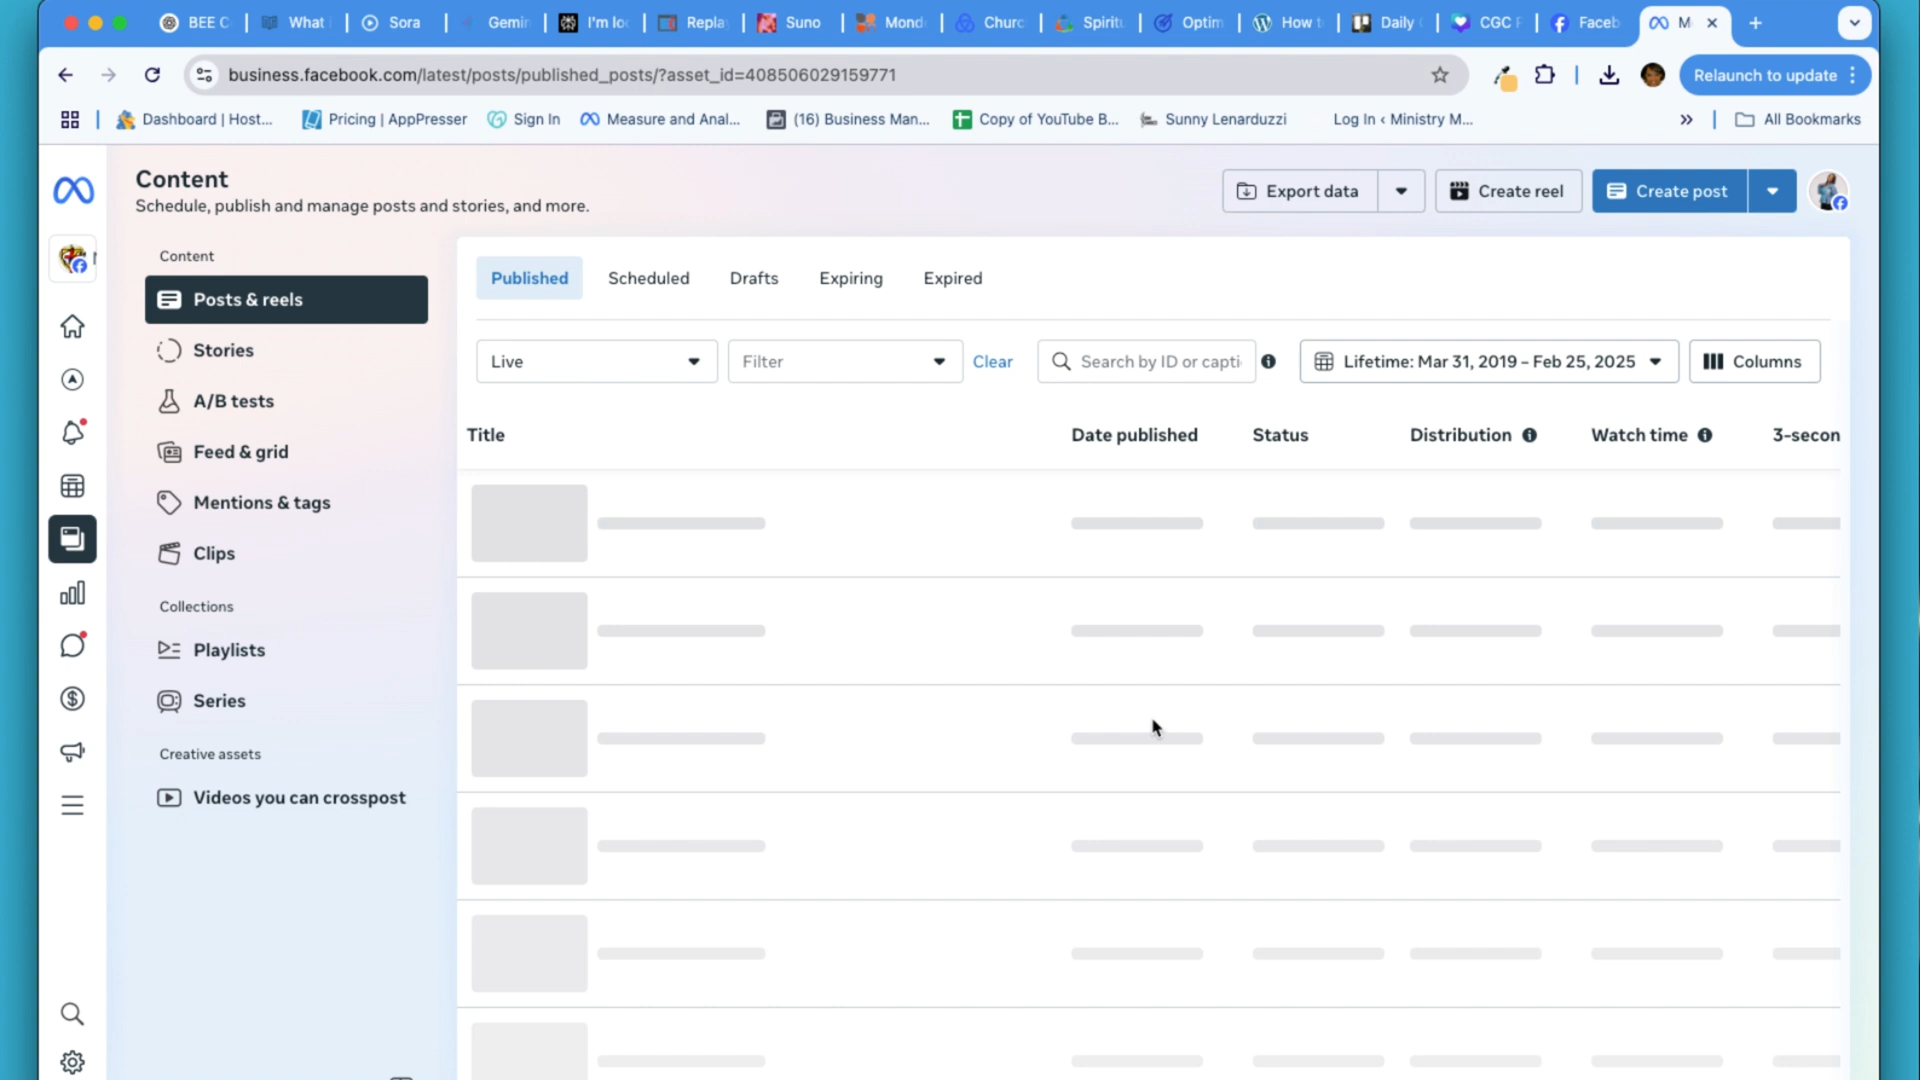 BEE C
What
Sora
Gemin
I'm lo
Repla
Suno
Mond
Churc
Spirit
Optim
How t
Daily
CGC F
Faceb
M
business.facebook.com/latest/posts/published_posts/?asset_id=408506029159771
Relaunch to update
Dashboard | Host...
Pricing | AppPresser
Sign In
Measure and Anal...
(16) Business Man...
Copy of YouTube B...
Sunny Lenarduzzi
Log In ‹ Ministry M...
All Bookmarks
Content
Schedule, publish and manage posts and stories, and more.
Export data
Create reel
Create post
Content
Posts & reels
Stories
A/B tests
Feed & grid
Mentions & tags
Clips
Collections
Playlists
Series
Creative assets
Videos you can crosspost
Published
Scheduled
Drafts
Expiring
Expired
Live
Filter
Clear
Search by ID or capti
Lifetime: Mar 31, 2019 – Feb 25, 2025
Columns
Title
Date published
Status
Distribution
Watch time
3-secon